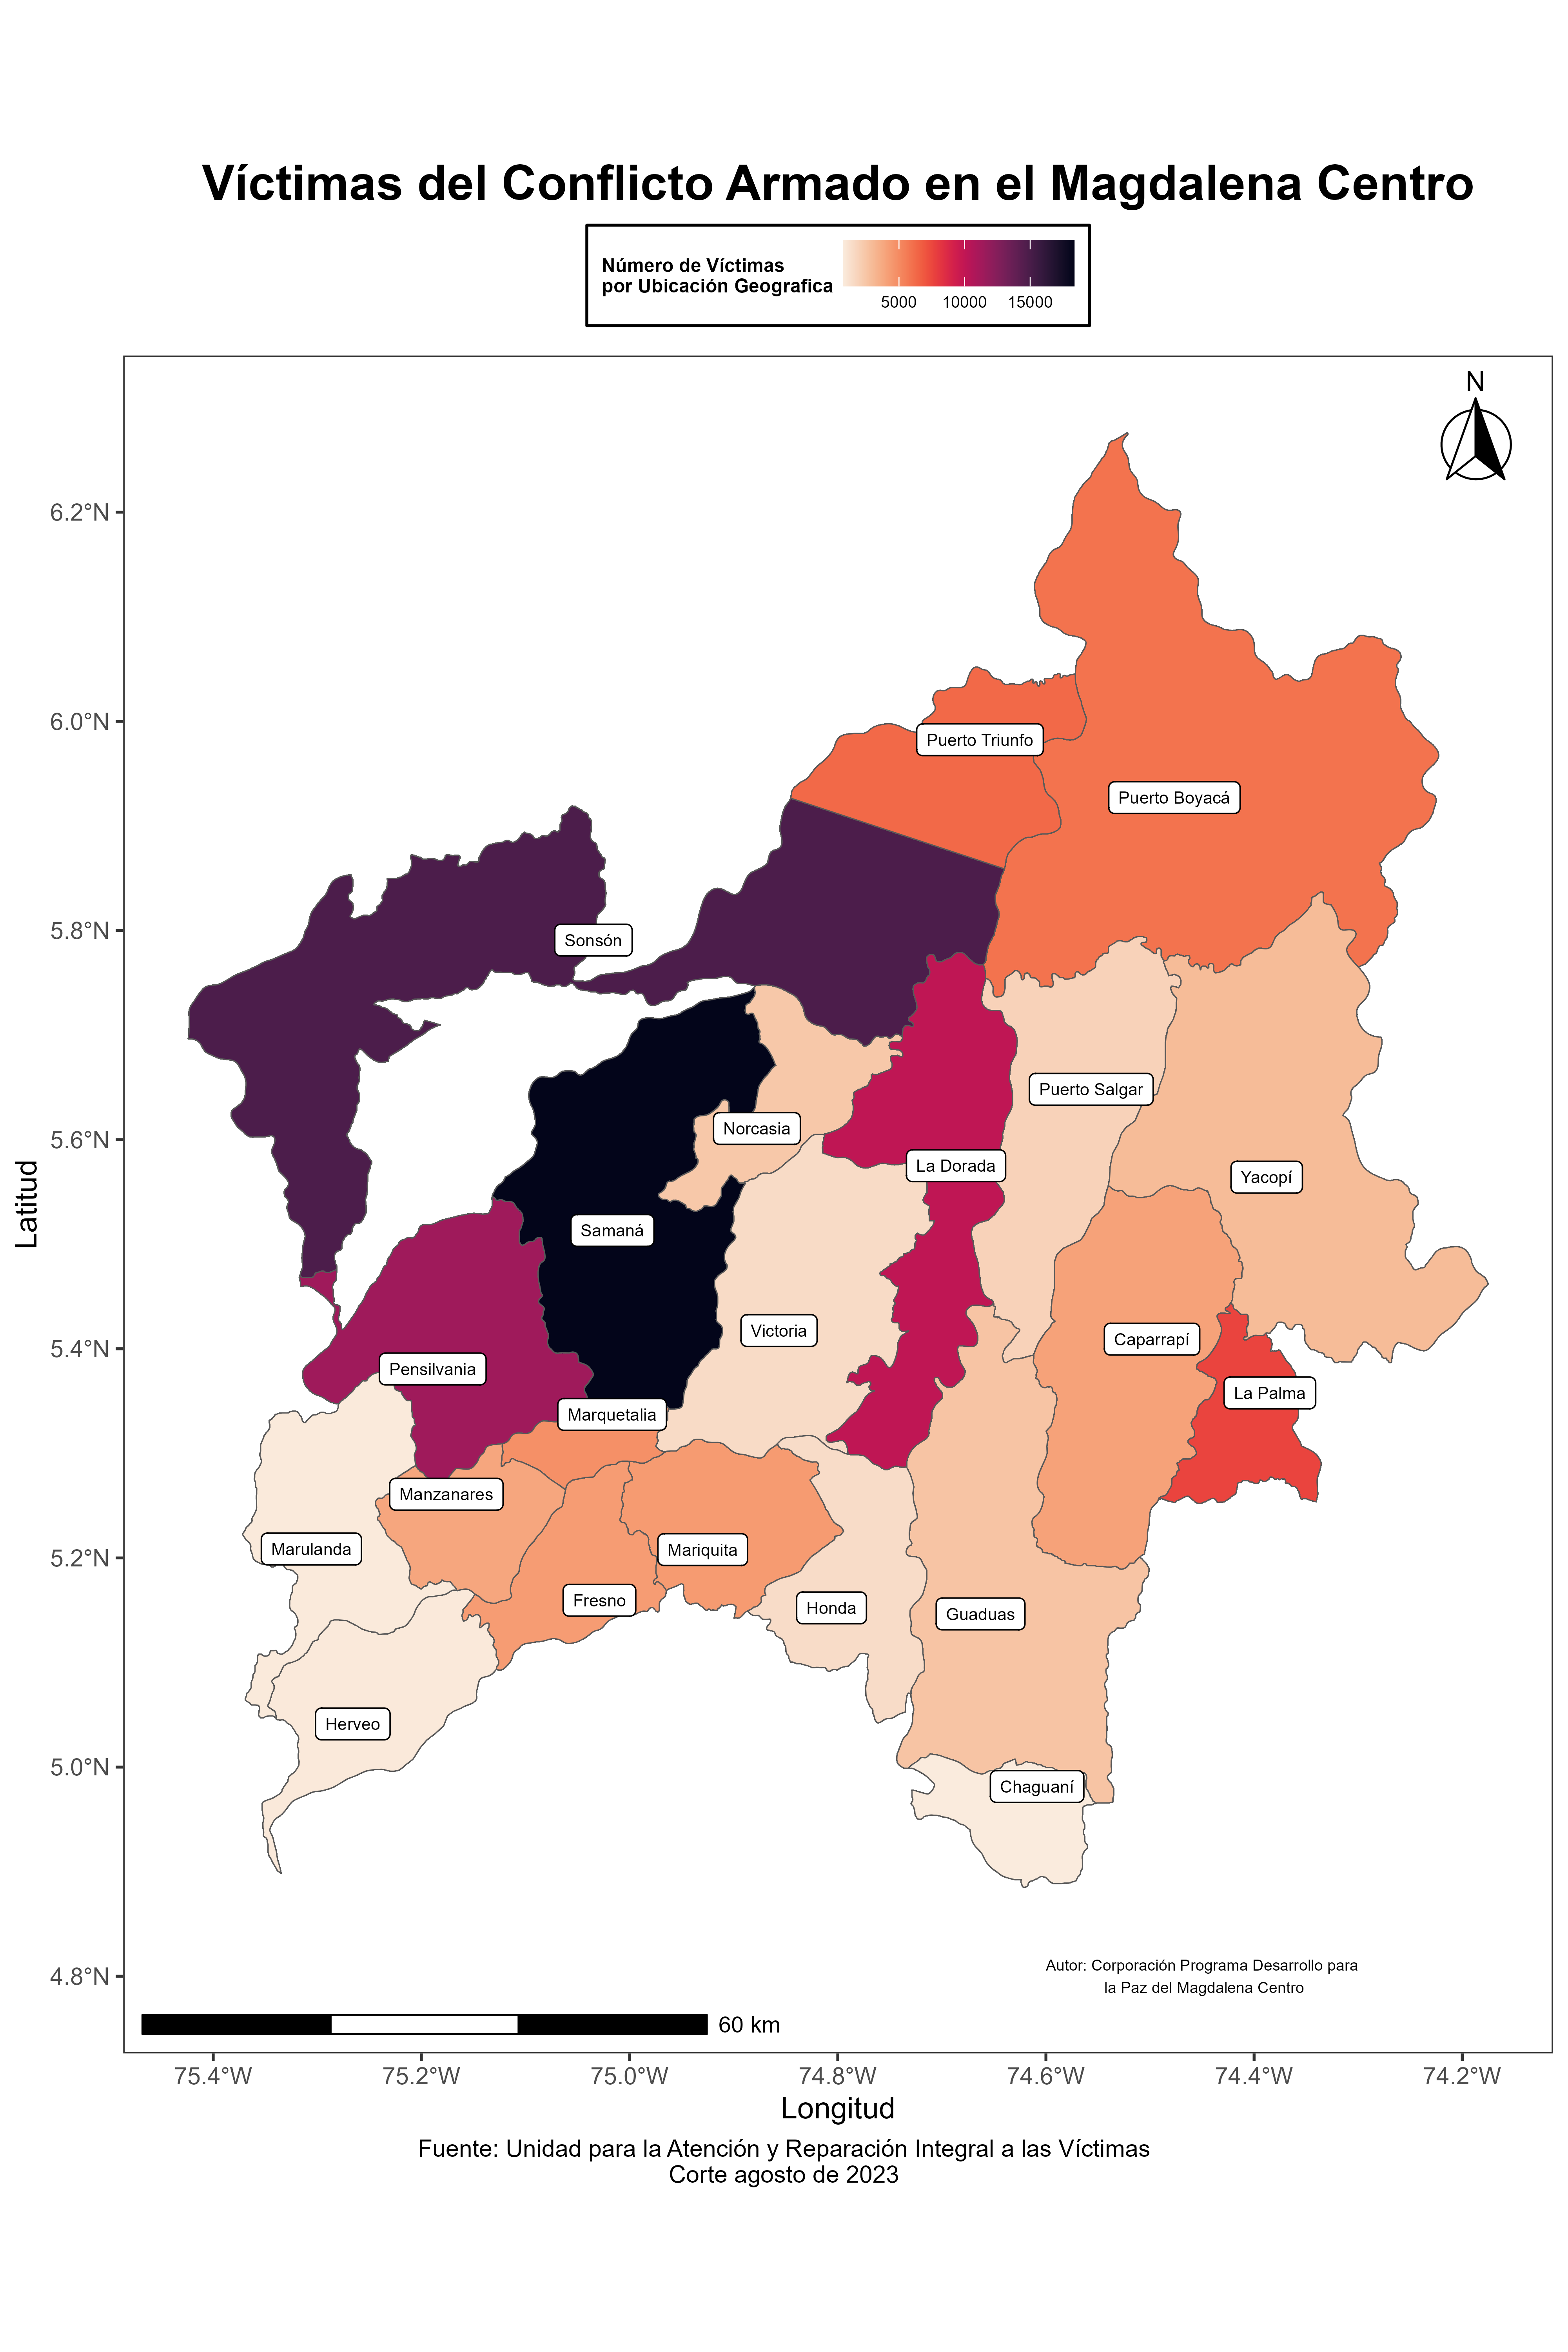 Víctimas del Conflicto Armado en el Magdalena Centro
Número de Víctimas
por Ubicación Geografica
5000 10000 15000
N
6.2°N
6.0°N
5.8°N
5.6°N
5.4°N
5.2°N
5.0°N
4.8°N
Latitud
Puerto Triunfo
Puerto Boyacá
Sonsón
Puerto Salgar
Norcasia
La Dorada
Yacopí
Samaná
Victoria
Caparrapí
Pensilvania
La Palma
Marquetalia
Manzanares
Marulanda
Mariquita
Fresno
Honda
Guaduas
Herveo
Chaguaní
Autor: Corporación Programa Desarrollo para
la Paz del Magdalena Centro
60 km
75.4°W 75.2°W 75.0°W 74.8°W 74.6°W 74.4°W 74.2°W
Longitud
Fuente: Unidad para la Atención y Reparación Integral a las Víctimas
Corte agosto de 2023